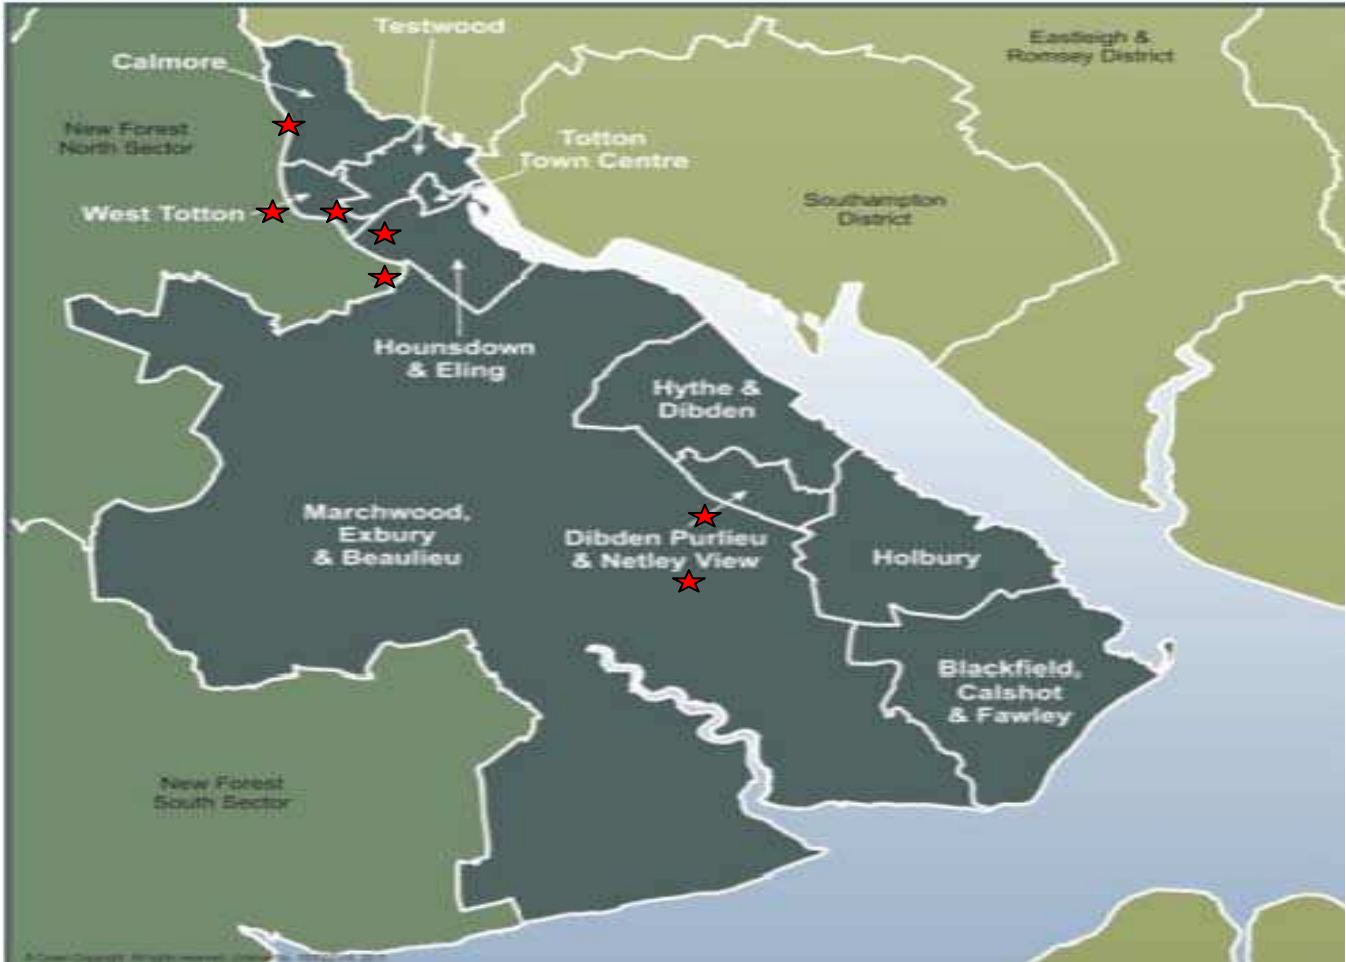 Testwood
Calmore
Eastleigh &
Romsey District
New Forest
North Sector
Totton
Town Centre
West Totton
Southampton
District
Hounsdown
& Eling
Hythe &
Dibden
Marchwood,
Exbury
& Beaulieu
Dibden Purlieu
& Netley View
Holbury
Blackfield,
Calshot
& Fawley
New Forest
South Sector